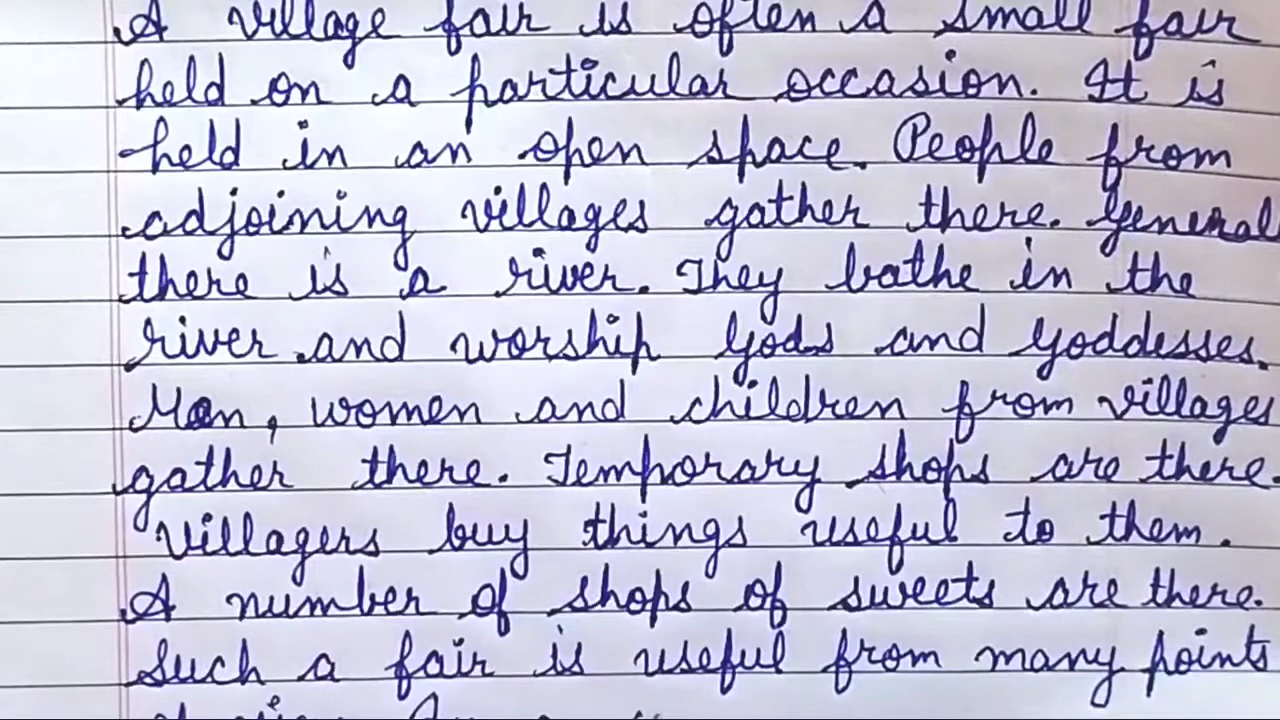 A village fair is often a small fair
held on a particular occasion. It is
held in an open space. People from
adjoining villages gather there. General
there is a river. They bathe in the
river and worship Gods and Goddesses.
Men, women and children from villages
gather there. Temporary shops are there.
Villagers buy things useful to them.
A number of shops of sweets are there.
Such a fair is useful from many points